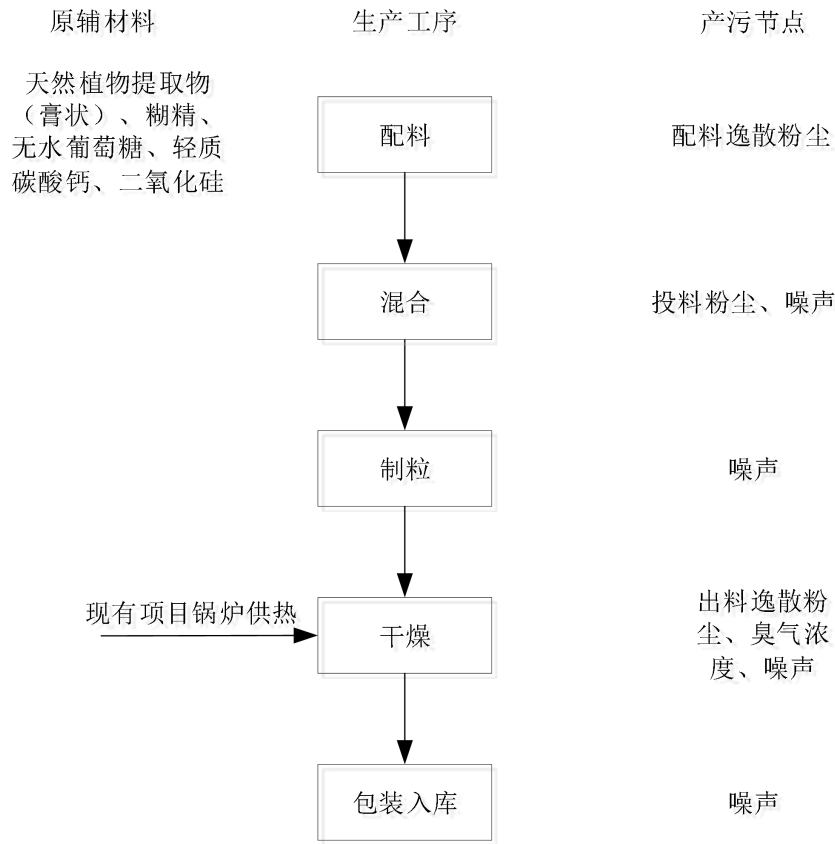 原辅材料
生产工序
产污节点
天然植物提取物
（膏状）、糊精、
无水葡萄糖、轻质
碳酸钙、二氧化硅
配料
配料逸散粉尘
混合
投料粉尘、噪声
制粒
噪声
现有项目锅炉供热
干燥
出料逸散粉
尘、臭气浓
度、噪声
包装入库
噪声